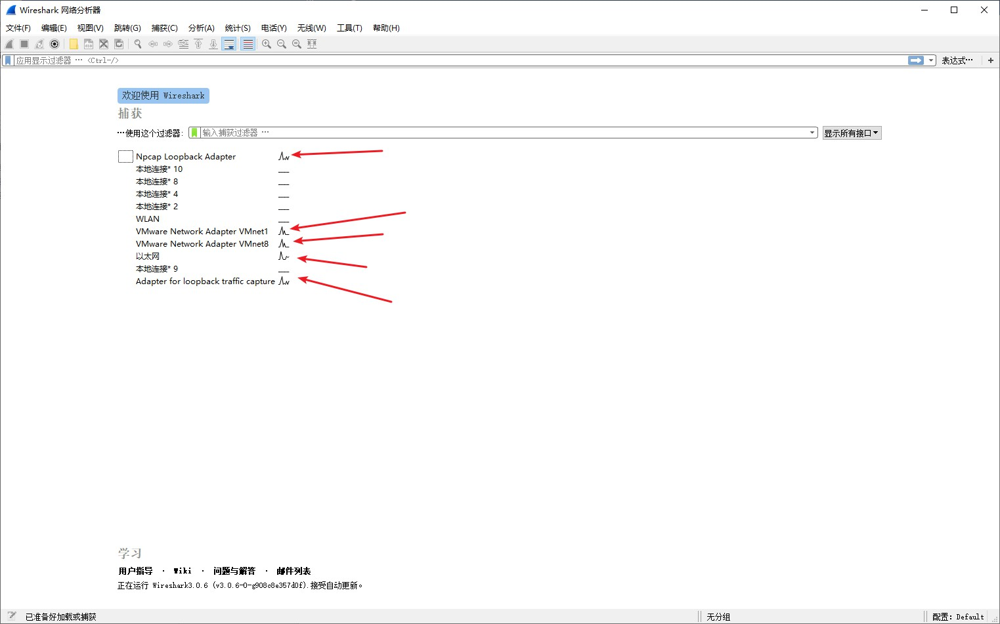 Wireshark 网络分析器
文件(F) 编辑(E) 视图(V) 跳转(G) 捕获(C) 分析(A) 统计(S) 电话(Y) 无线(W) 工具(T) 帮助(H)
应用显示过滤器 … <Ctrl-/> 表达式… +
欢迎使用 Wireshark
捕获
…使用这个过滤器: 输入捕获过滤器 … 显示所有接口
Npcap Loopback Adapter
本地连接* 10
本地连接* 8
本地连接* 4
本地连接* 2
WLAN
VMware Network Adapter VMnet1
VMware Network Adapter VMnet8
以太网
本地连接* 9
Adapter for loopback traffic capture
学习
用户指导 · Wiki · 问题与解答 · 邮件列表
正在运行 Wireshark3.0.6 (v3.0.6-0-g908c8e357d0f).接受自动更新。
已准备好加载或捕获 无分组 配置: Default